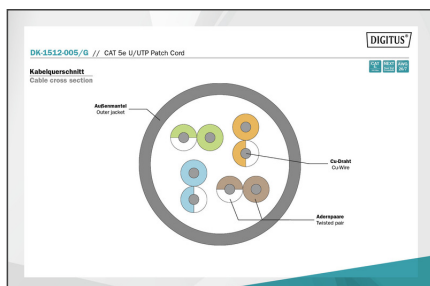 DIGITUS®
DK-1512-005/G // CAT 5e U/UTP Patch Cord
Kabelquerschnitt
Cable cross section
Außenmantel
Outer jacket
Cu-Draht
Cu-Wire
Aderspaare
Twisted pair